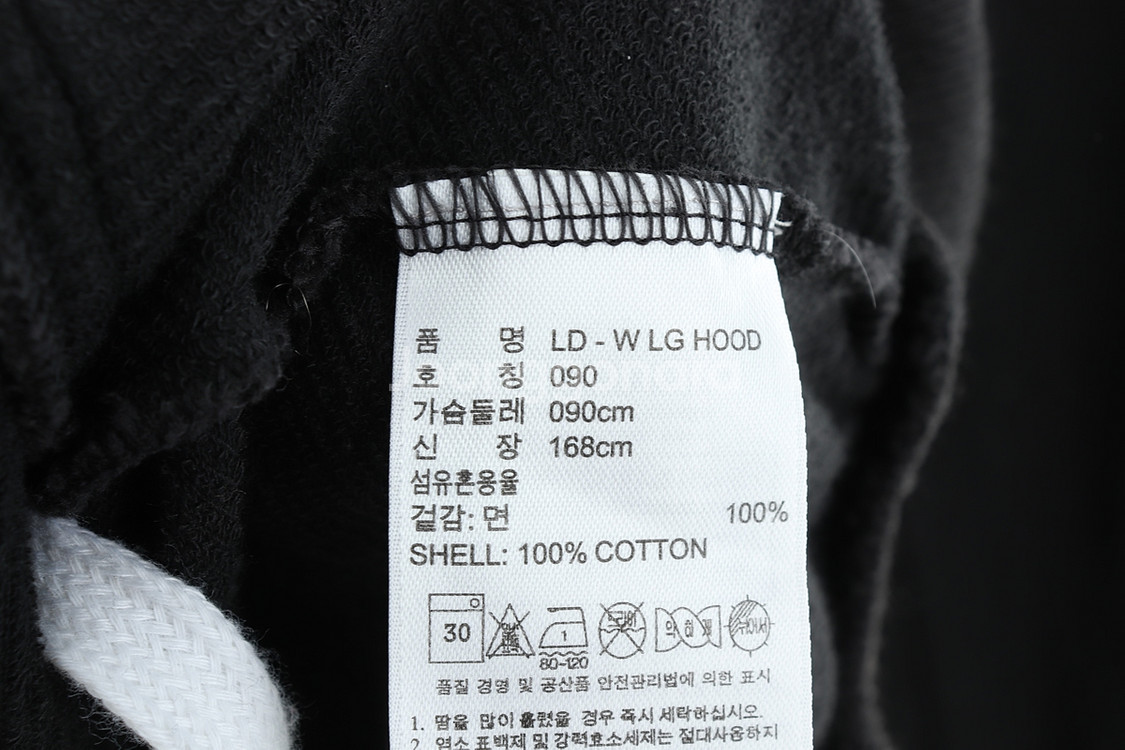 품 명 LD - W LG HOOD
호 칭 090
가슴둘레 090cm
신 장 168cm
섬유혼용율
겉감: 면 100%
SHELL: 100% COTTON
30 1
80-120
품질 경영 및 공산품 안전관리법에 의한 표시
1. 땀을 많이 흘렸을 경우 즉시 세탁하십시오.
2. 염소 표백제 및 강력효소세제는 절대사용하지